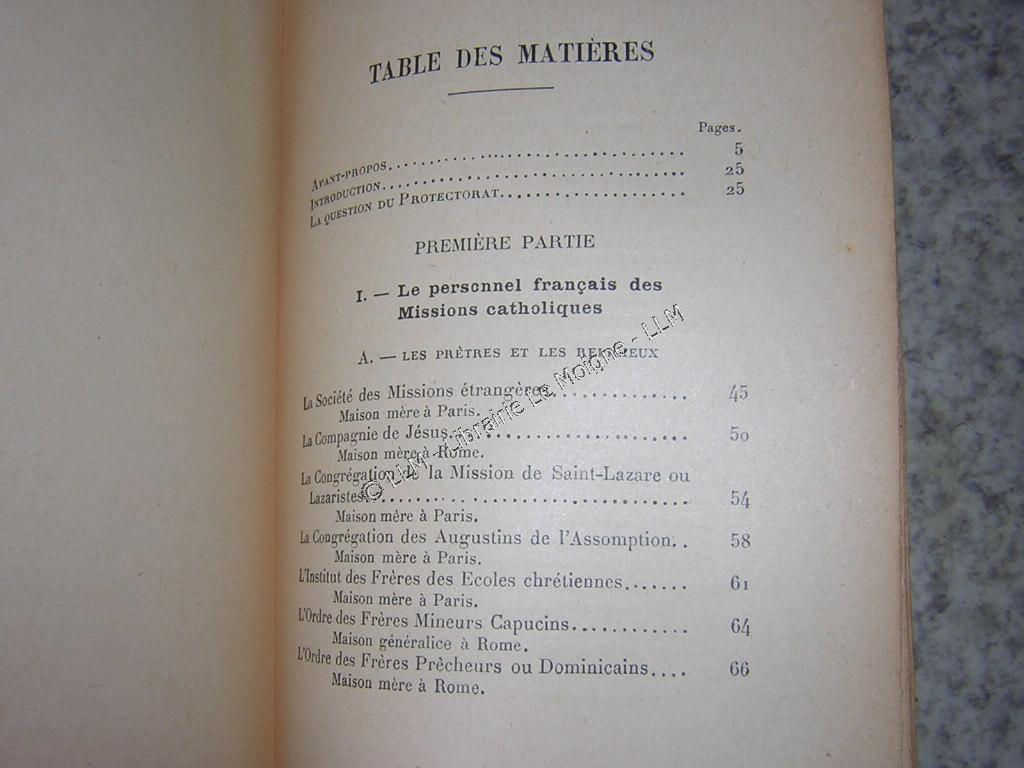 TABLE DES MATIÈRES
Pages.
AVANT-PROPOS.......................... 5
INTRODUCTION.......................... 25
LA QUESTION DU PROTECTORAT.......................... 25
PREMIÈRE PARTIE
I. — Le personnel français des
Missions catholiques
A. — LES PRÊTRES ET LES RELIGIEUX
La Société des Missions étrangères.............. 45
Maison mère à Paris.
La Compagnie de Jésus.......................... 50
Maison mère à Rome.
La Congrégation de la Mission de Saint-Lazare ou
Lazaristes.......................... 54
Maison mère à Paris.
La Congrégation des Augustins de l'Assomption.. 58
Maison mère à Paris.
L'Institut des Frères des Ecoles chrétiennes....... 61
Maison mère à Paris.
L'Ordre des Frères Mineurs Capucins............ 64
Maison généralice à Rome.
L'Ordre des Frères Prêcheurs ou Dominicains.... 66
Maison mère à Rome.
© LLM - Librairie Le Moigne - LLM